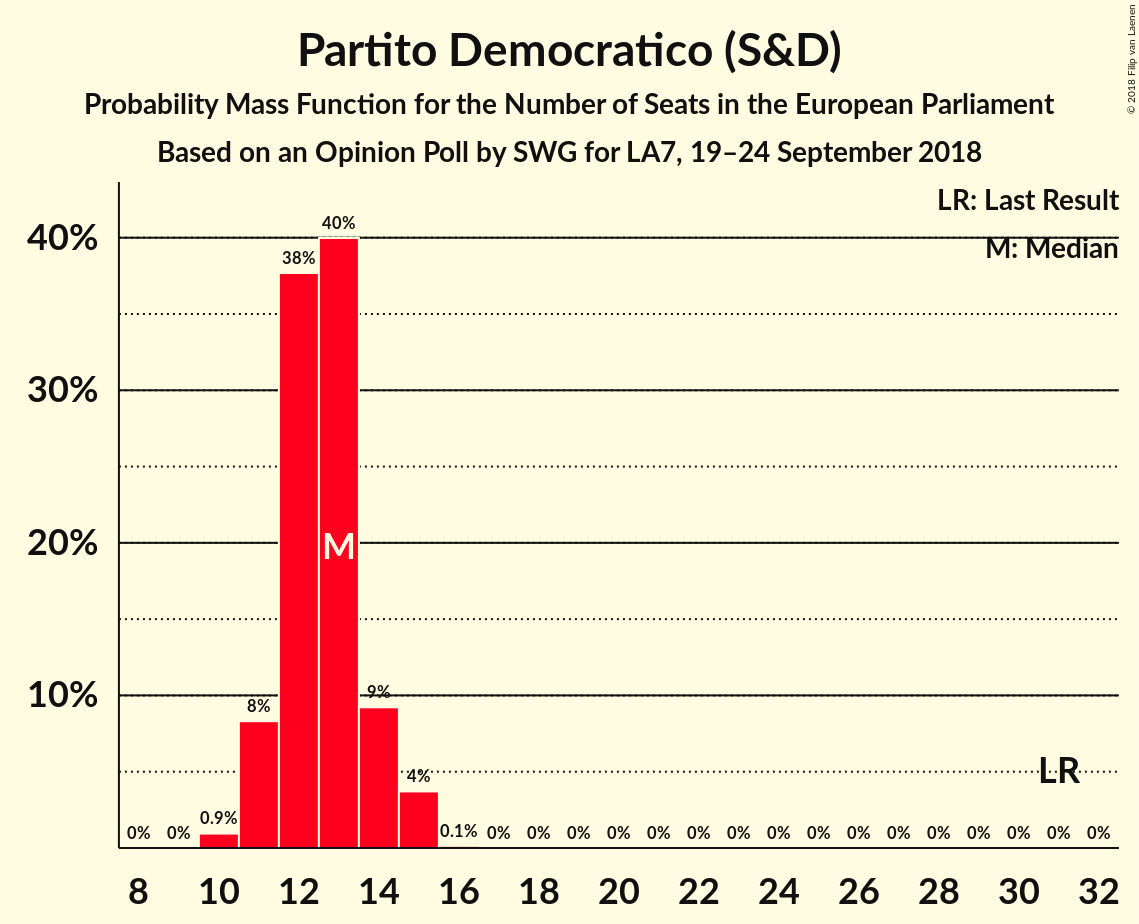 Partito Democratico (S&D)
Probability Mass Function for the Number of Seats in the European Parliament
Based on an Opinion Poll by SWG for LA7, 19–24 September 2018
© 2018 Filip van Laenen
LR: Last Result
M: Median
40%
30%
20%
10%
0% 0% 0.9% 8% 38% 40% 9% 4% 0.1% 0% 0% 0% 0% 0% 0% 0% 0% 0% 0% 0% 0% 0% 0% 0% 0%
M
LR
8 10 12 14 16 18 20 22 24 26 28 30 32